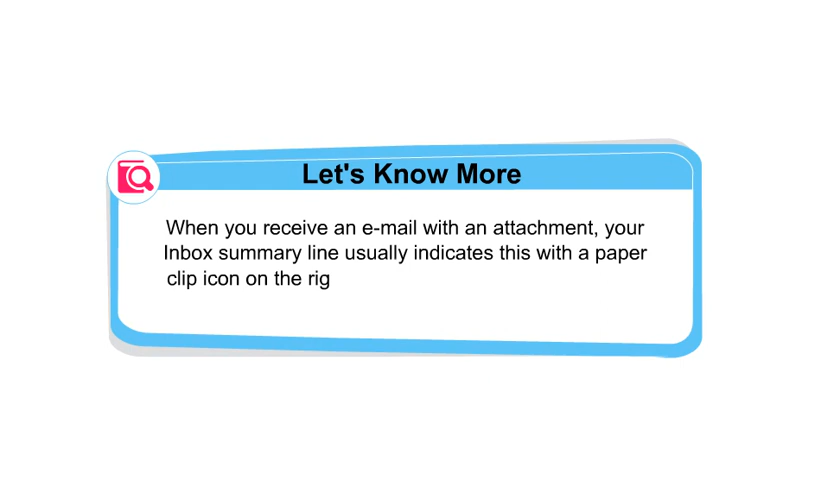 Let's Know More
When you receive an e-mail with an attachment, your
Inbox summary line usually indicates this with a paper
clip icon on the rig